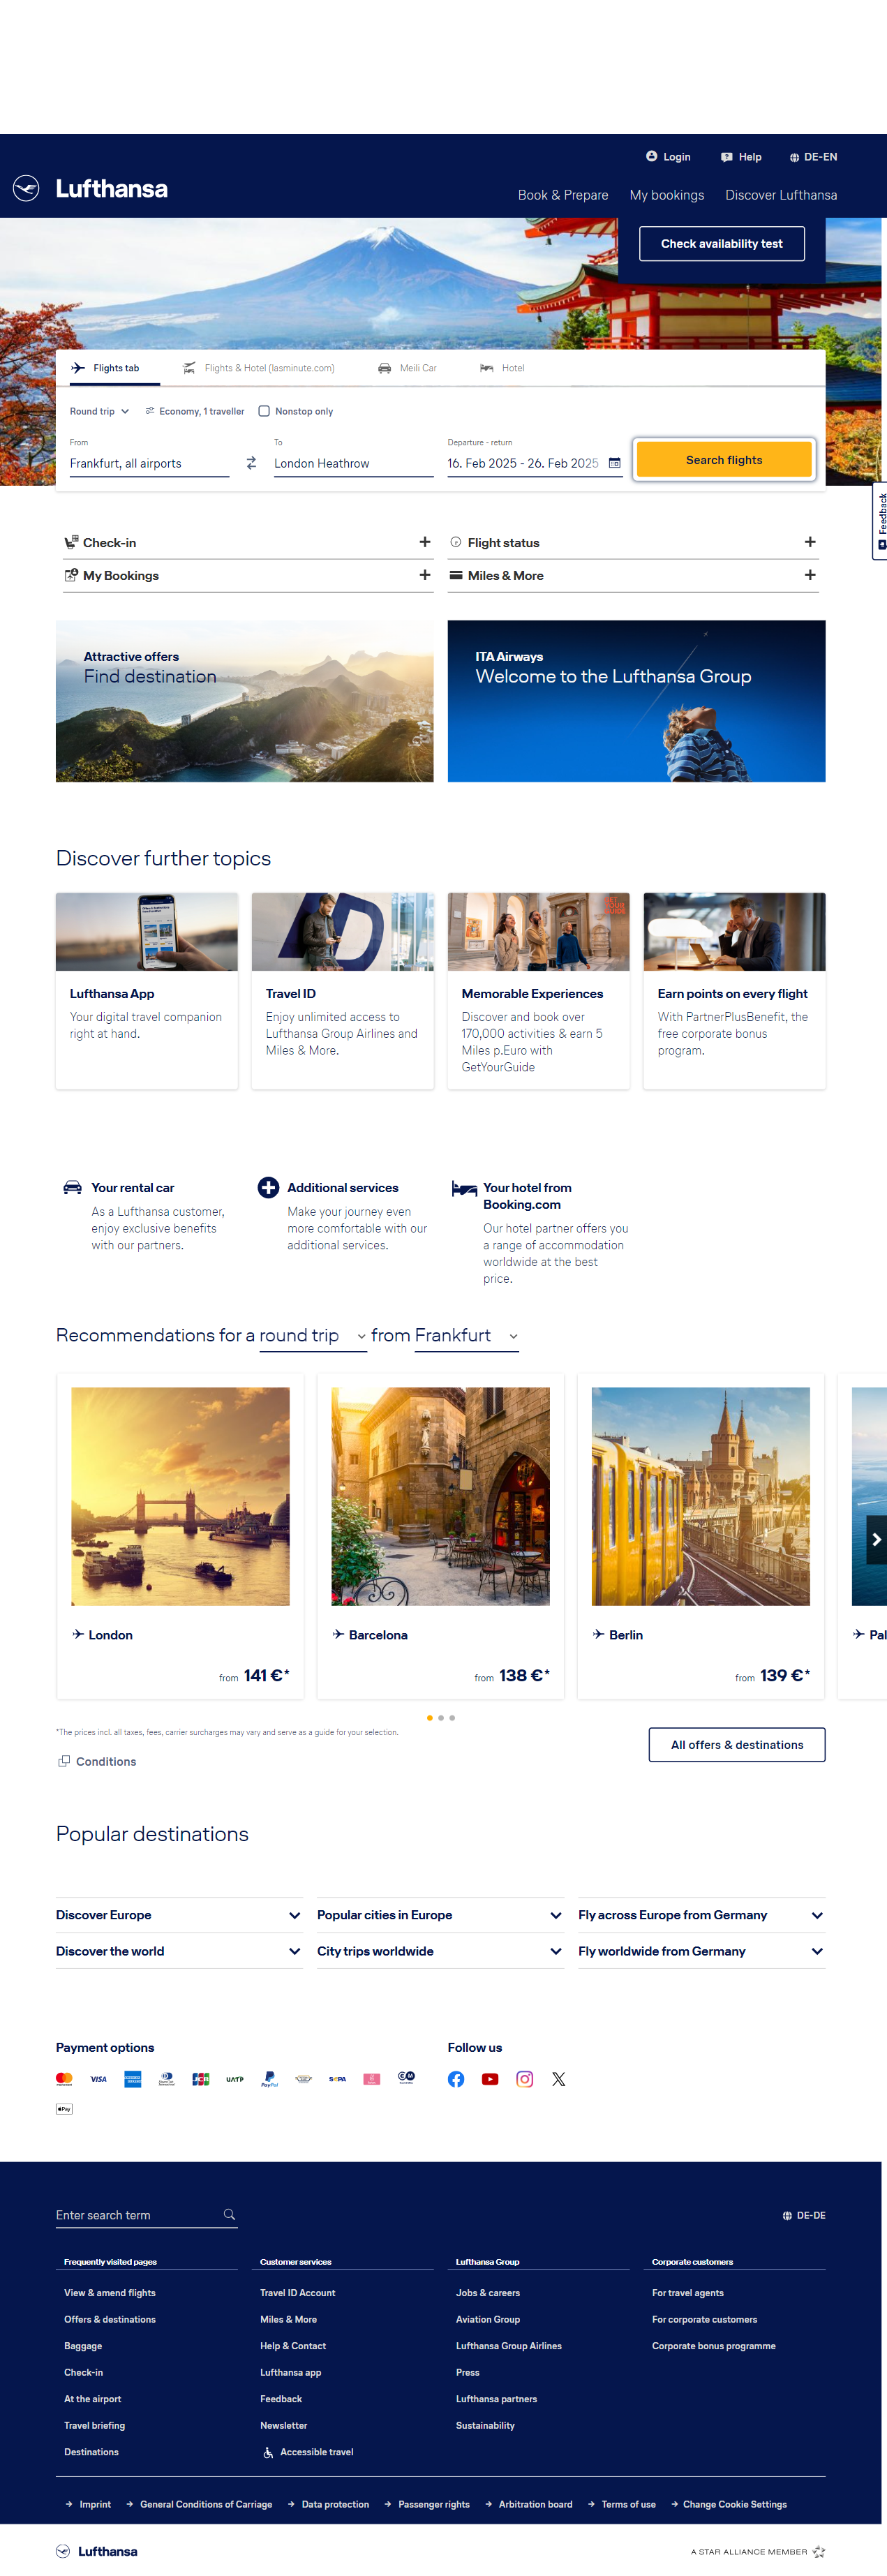 Login
Help
DE-EN
Lufthansa
Book & Prepare
My bookings
Discover Lufthansa
Check availability test
Flights tab
Flights & Hotel (lasminute.com)
Meili Car
Hotel
Round trip
Economy, 1 traveller
Nonstop only
From
To
Departure - return
Frankfurt, all airports
London Heathrow
16. Feb 2025 - 26. Feb 2025
Search flights
Feedback
Check-in
Flight status
My Bookings
Miles & More
Attractive offers
Find destination
ITA Airways
Welcome to the Lufthansa Group
Discover further topics
GET
YOUR
GUIDE
Lufthansa App
Your digital travel companion
right at hand.
Travel ID
Enjoy unlimited access to
Lufthansa Group Airlines and
Miles & More.
Memorable Experiences
Discover and book over
170,000 activities & earn 5
Miles p.Euro with
GetYourGuide
Earn points on every flight
With PartnerPlusBenefit, the
free corporate bonus
program.
Your rental car
As a Lufthansa customer,
enjoy exclusive benefits
with our partners.
Additional services
Make your journey even
more comfortable with our
additional services.
Your hotel from
Booking.com
Our hotel partner offers you
a range of accommodation
worldwide at the best
price.
Recommendations for a round trip from Frankfurt
London
from 141 €*
Barcelona
from 138 €*
Berlin
from 139 €*
Pal
*The prices incl. all taxes, fees, carrier surcharges may vary and serve as a guide for your selection.
Conditions
All offers & destinations
Popular destinations
Discover Europe
Popular cities in Europe
Fly across Europe from Germany
Discover the world
City trips worldwide
Fly worldwide from Germany
Payment options
VISA
JCB
UATP
PayPal
SEPA
Pay
Follow us
Enter search term
DE-DE
Frequently visited pages
View & amend flights
Offers & destinations
Baggage
Check-in
At the airport
Travel briefing
Destinations
Customer services
Travel ID Account
Miles & More
Help & Contact
Lufthansa app
Feedback
Newsletter
Accessible travel
Lufthansa Group
Jobs & careers
Aviation Group
Lufthansa Group Airlines
Press
Lufthansa partners
Sustainability
Corporate customers
For travel agents
For corporate customers
Corporate bonus programme
Imprint
General Conditions of Carriage
Data protection
Passenger rights
Arbitration board
Terms of use
Change Cookie Settings
Lufthansa
A STAR ALLIANCE MEMBER